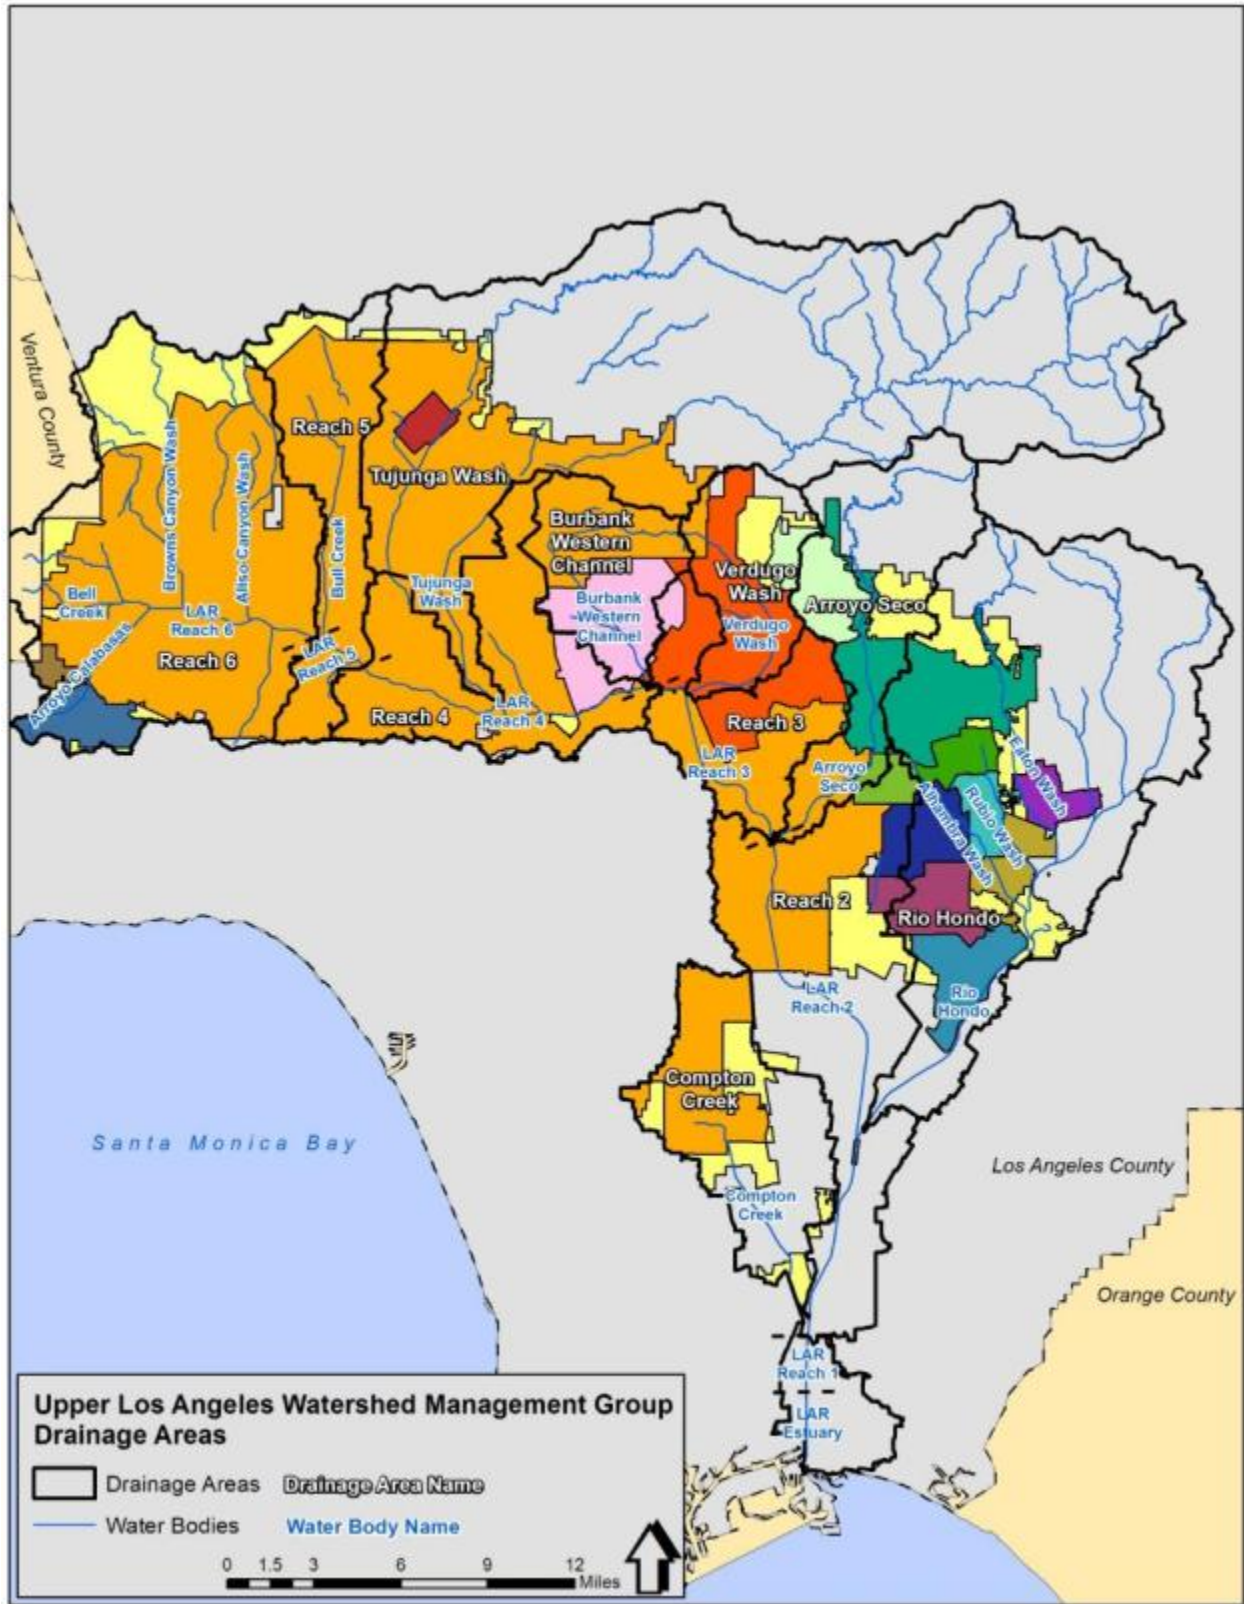 Ventura County
Reach 5
Tujunga Wash
Browns Canyon Wash
Aliso Canyon Wash
Bull Creek
Burbank
Western
Channel
Verdugo
Wash
Arroyo Seco
Bell
Creek
LAR
Reach 6
Tujunga
Wash
Burbank
Western
Channel
Verdugo
Wash
Arroyo Calabasas
Reach 6
LAR
Reach 5
Reach 4
LAR
Reach 4
Reach 3
LAR
Reach 3
Arroyo
Seco
Eaton Wash
Rubio Wash
Alhambra Wash
Reach 2
Rio Hondo
LAR
Reach 2
Rio
Hondo
Compton
Creek
Santa Monica Bay
Los Angeles County
Compton
Creek
Orange County
LAR
Reach 1
LAR
Estuary
Upper Los Angeles Watershed Management Group
Drainage Areas
Drainage Areas Drainage Area Name
Water Bodies Water Body Name
0 1.5 3 6 9 12
Miles